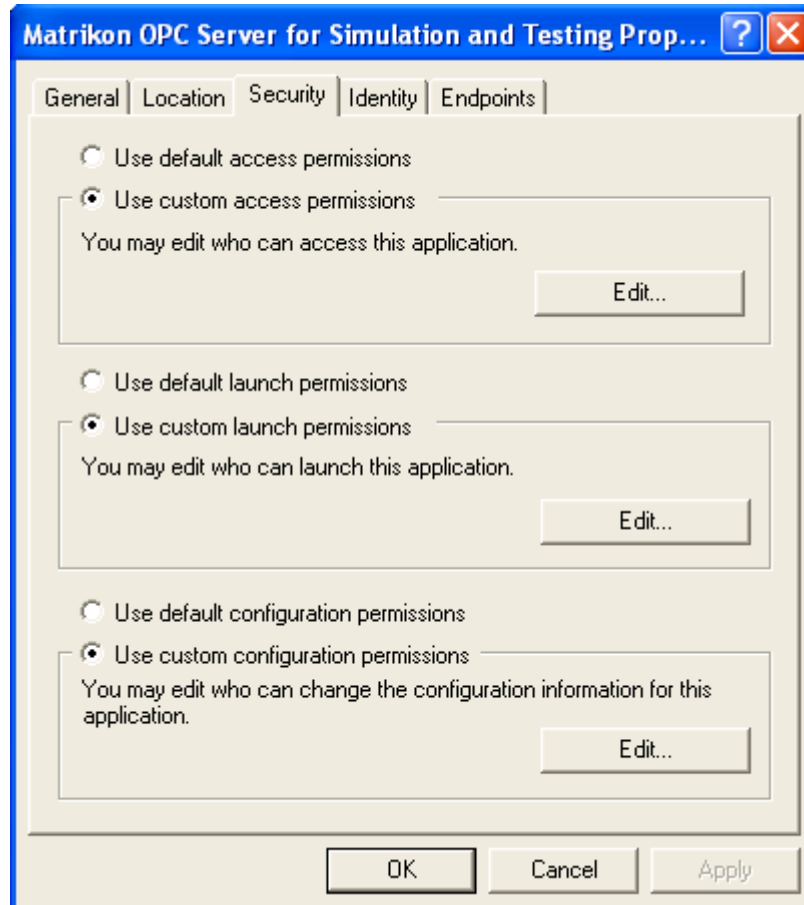 Matrikon OPC Server for Simulation and Testing Prop... ?
General Location Security Identity Endpoints
Use default access permissions
Use custom access permissions
You may edit who can access this application.
Edit...
Use default launch permissions
Use custom launch permissions
You may edit who can launch this application.
Edit...
Use default configuration permissions
Use custom configuration permissions
You may edit who can change the configuration information for this
application.
Edit...
OK Cancel Apply